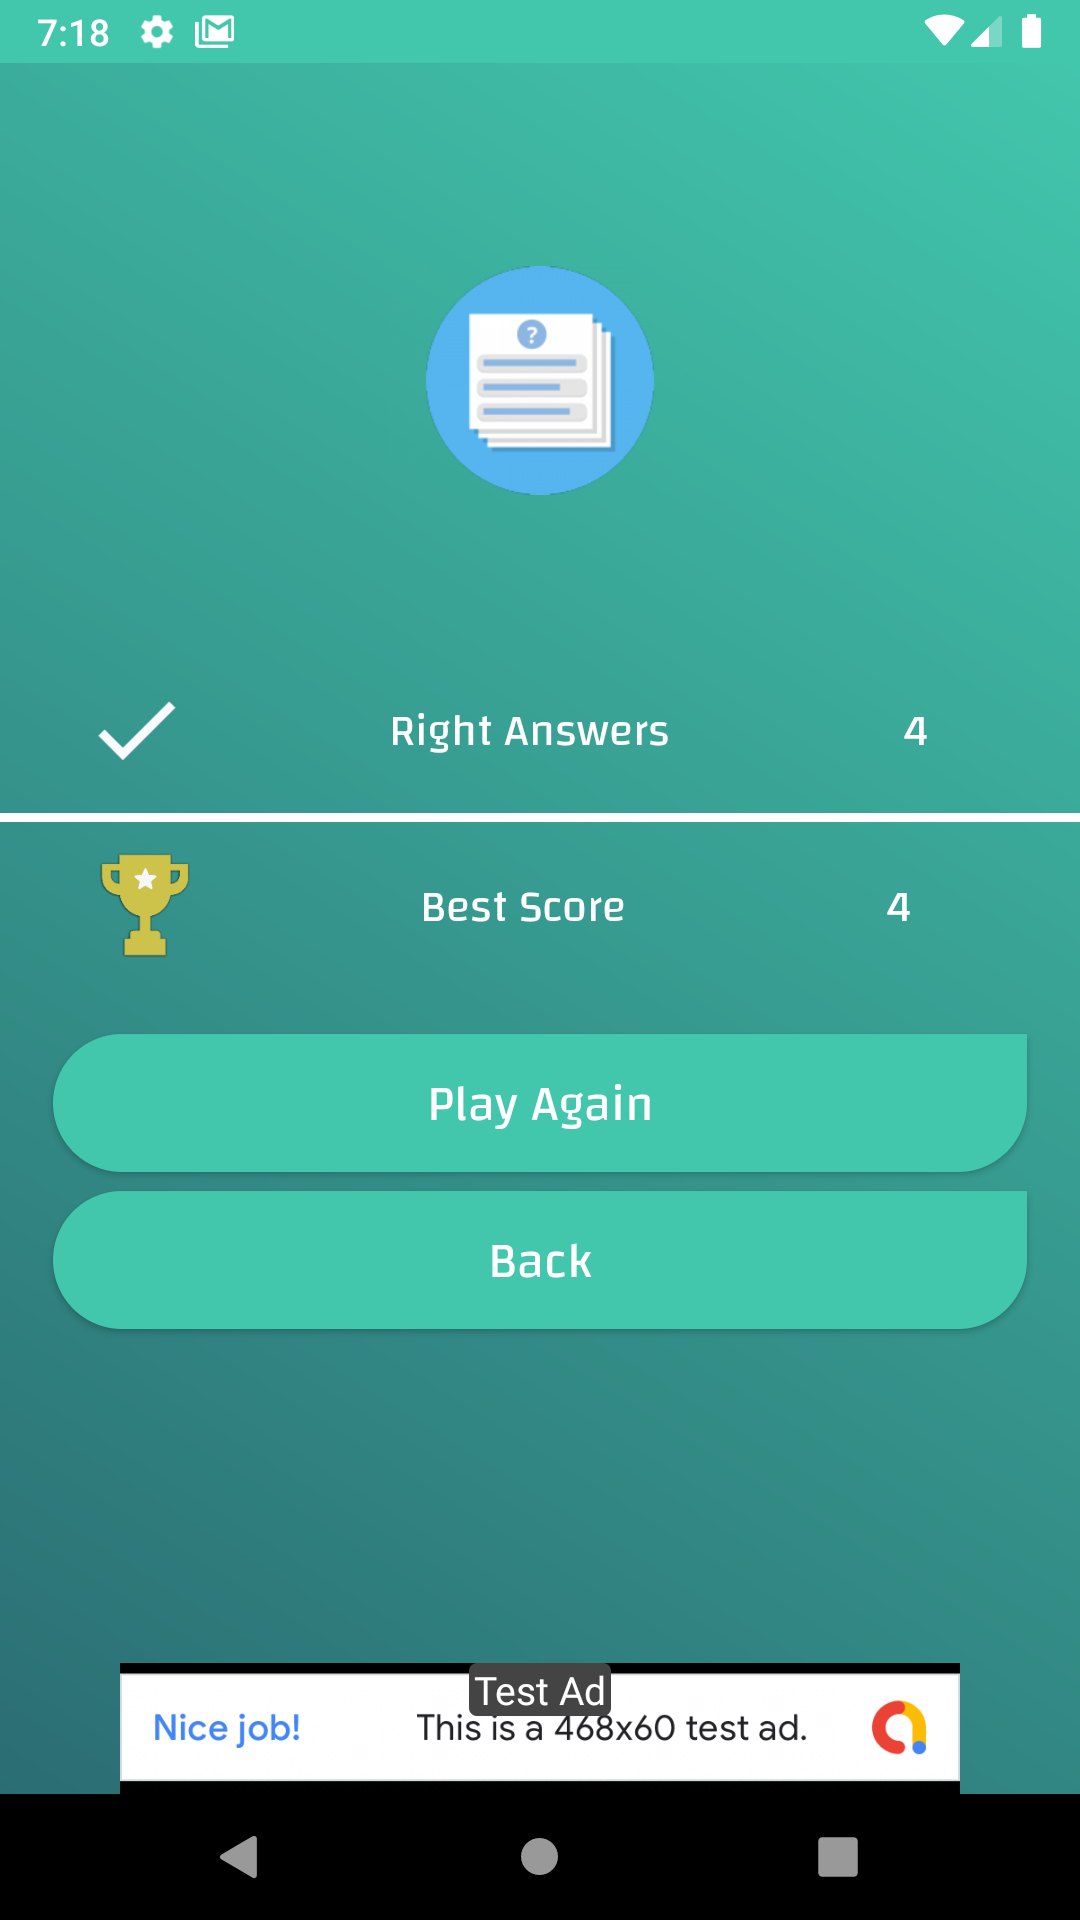 7:18
?
Right Answers 4
Best Score 4
Play Again
Back
Test Ad
Nice job! This is a 468x60 test ad.